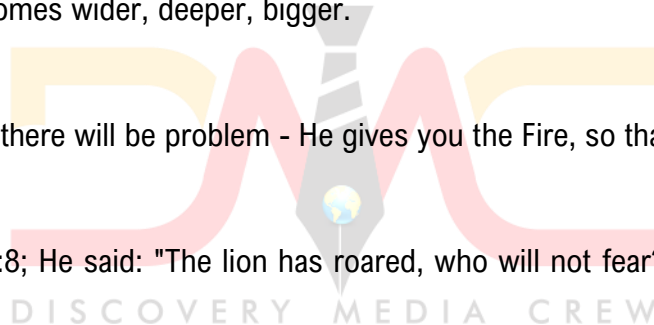 omes wider, deeper, bigger.
there will be problem - He gives you the Fire, so tha
:8; He said: "The lion has roared, who will not fear?
DISCOVERY MEDIA CREW